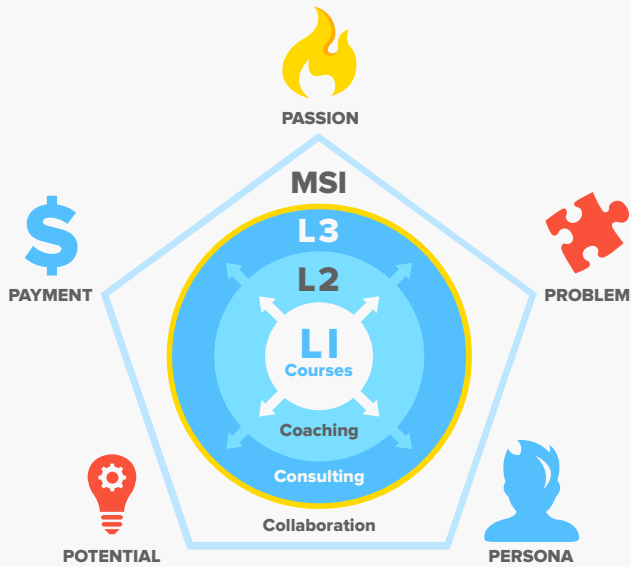 PASSION
MSI
L3
PAYMENT
L2
PROBLEM
L1
Courses
Coaching
Consulting
Collaboration
POTENTIAL
PERSONA